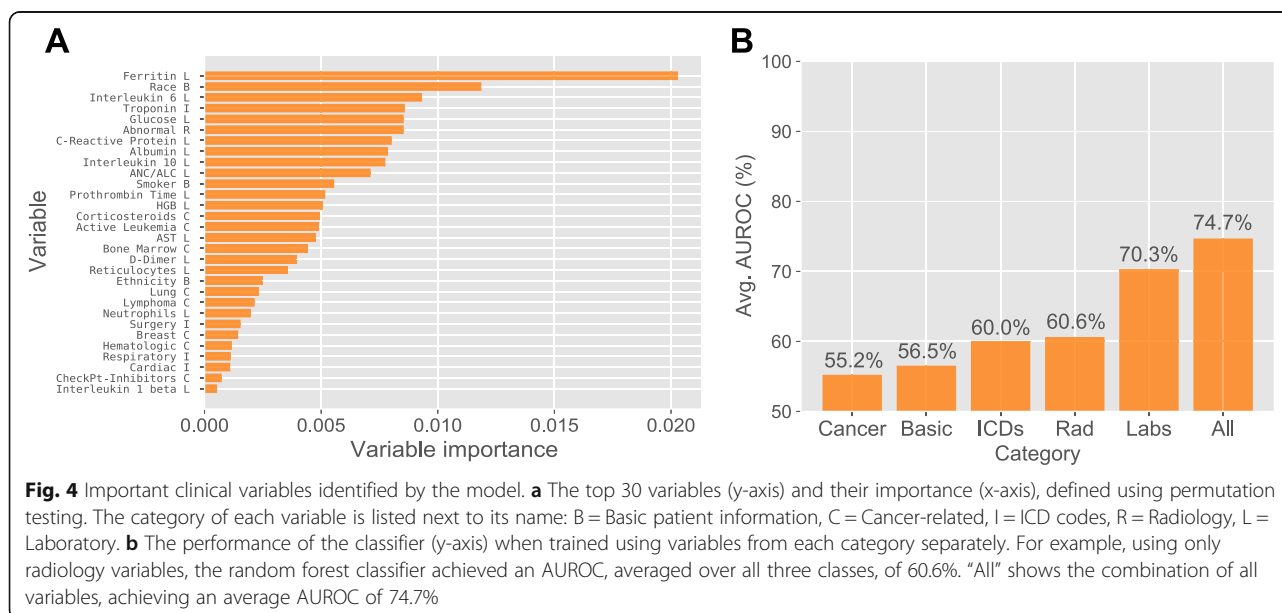 A
Variable
Ferritin L
Race B
Interleukin 6 L
Troponin I
Glucose L
Abnormal R
C-Reactive Protein L
Albumin L
Interleukin 10 L
ANC/ALC L
Smoker B
Prothrombin Time L
HGB L
Corticosteroids C
Active Leukemia C
AST L
Bone Marrow C
D-Dimer L
Reticulocytes L
Ethnicity B
Lung C
Lymphoma C
Neutrophils L
Surgery I
Breast C
Hematologic C
Respiratory I
Cardiac I
CheckPt-Inhibitors C
Interleukin 1 beta L
0.000 0.005 0.010 0.015 0.020
Variable importance
B
Avg. AUROC (%)
100
90
80
70
60
50
55.2% 56.5% 60.0% 60.6% 70.3% 74.7%
Cancer Basic ICDs Rad Labs All
Category
Fig. 4 Important clinical variables identified by the model. a The top 30 variables (y-axis) and their importance (x-axis), defined using permutation
testing. The category of each variable is listed next to its name: B = Basic patient information, C = Cancer-related, I = ICD codes, R = Radiology, L =
Laboratory. b The performance of the classifier (y-axis) when trained using variables from each category separately. For example, using only
radiology variables, the random forest classifier achieved an AUROC, averaged over all three classes, of 60.6%. “All” shows the combination of all
variables, achieving an average AUROC of 74.7%